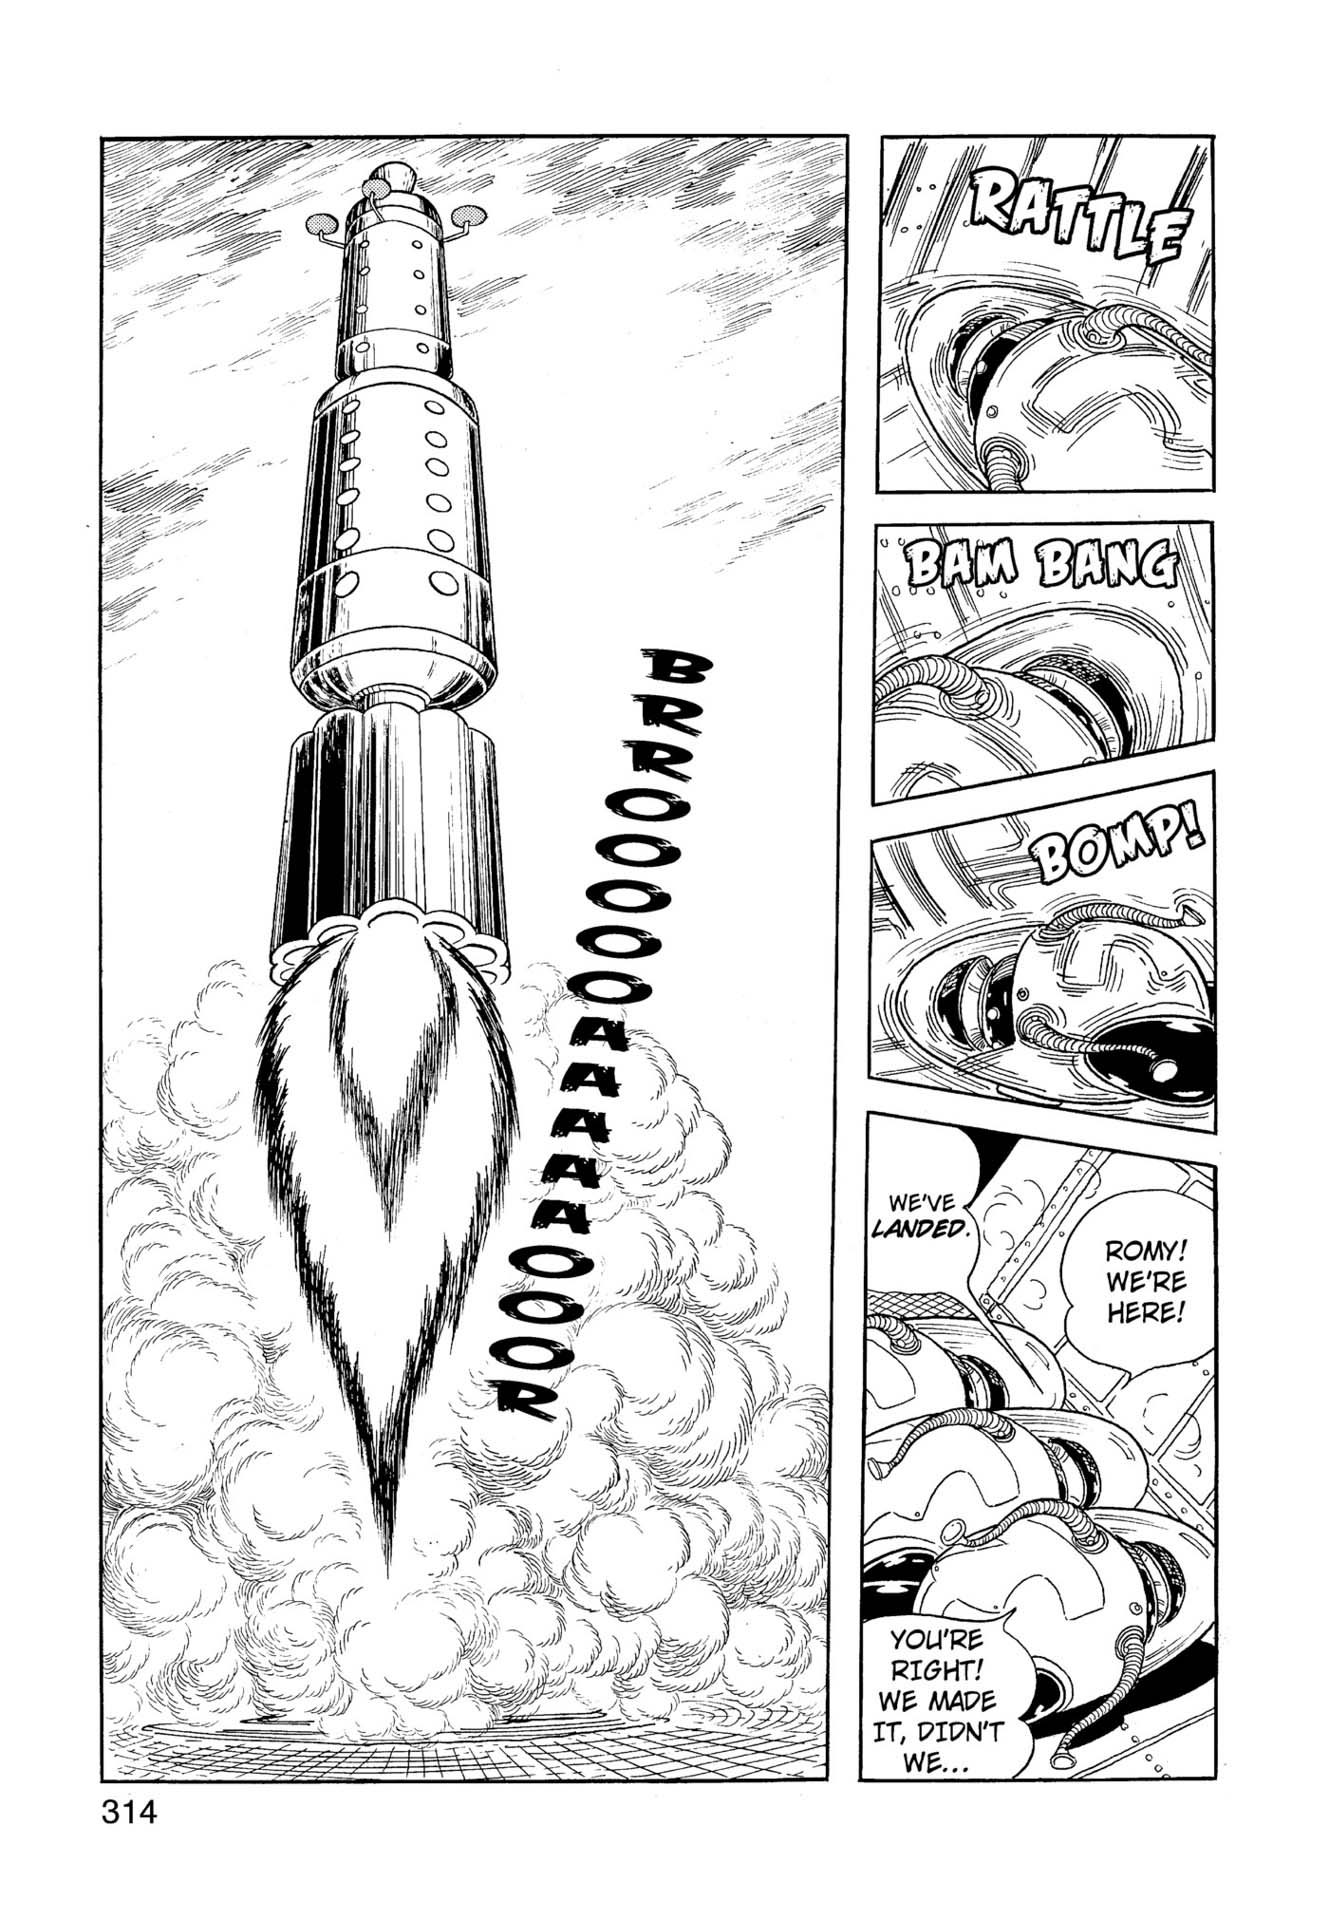 BRROOOOOAAAAAOOOR
RATTLE
BAM BANG
BOMP!
WE'VE
LANDED.
ROMY!
WE'RE
HERE!
YOU'RE
RIGHT!
WE MADE
IT, DIDN'T
WE...
314